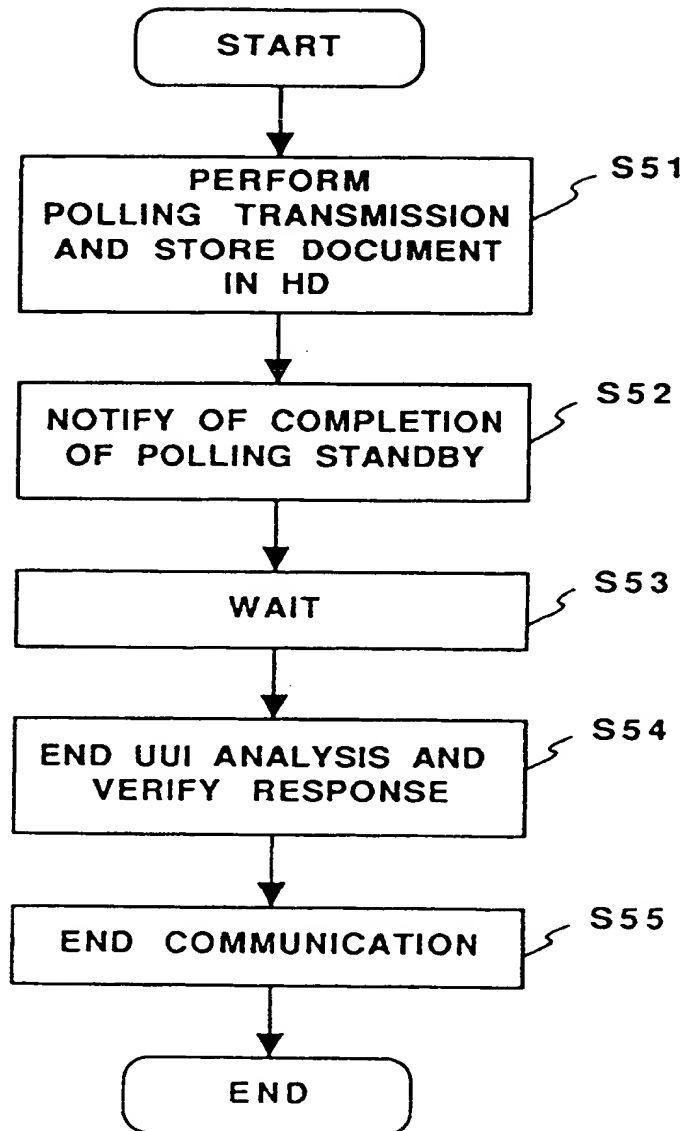 START
PERFORM
POLLING TRANSMISSION
AND STORE DOCUMENT
IN HD
S51
NOTIFY OF COMPLETION
OF POLLING STANDBY
S52
WAIT
S53
END UUI ANALYSIS AND
VERIFY RESPONSE
S54
END COMMUNICATION
S55
END